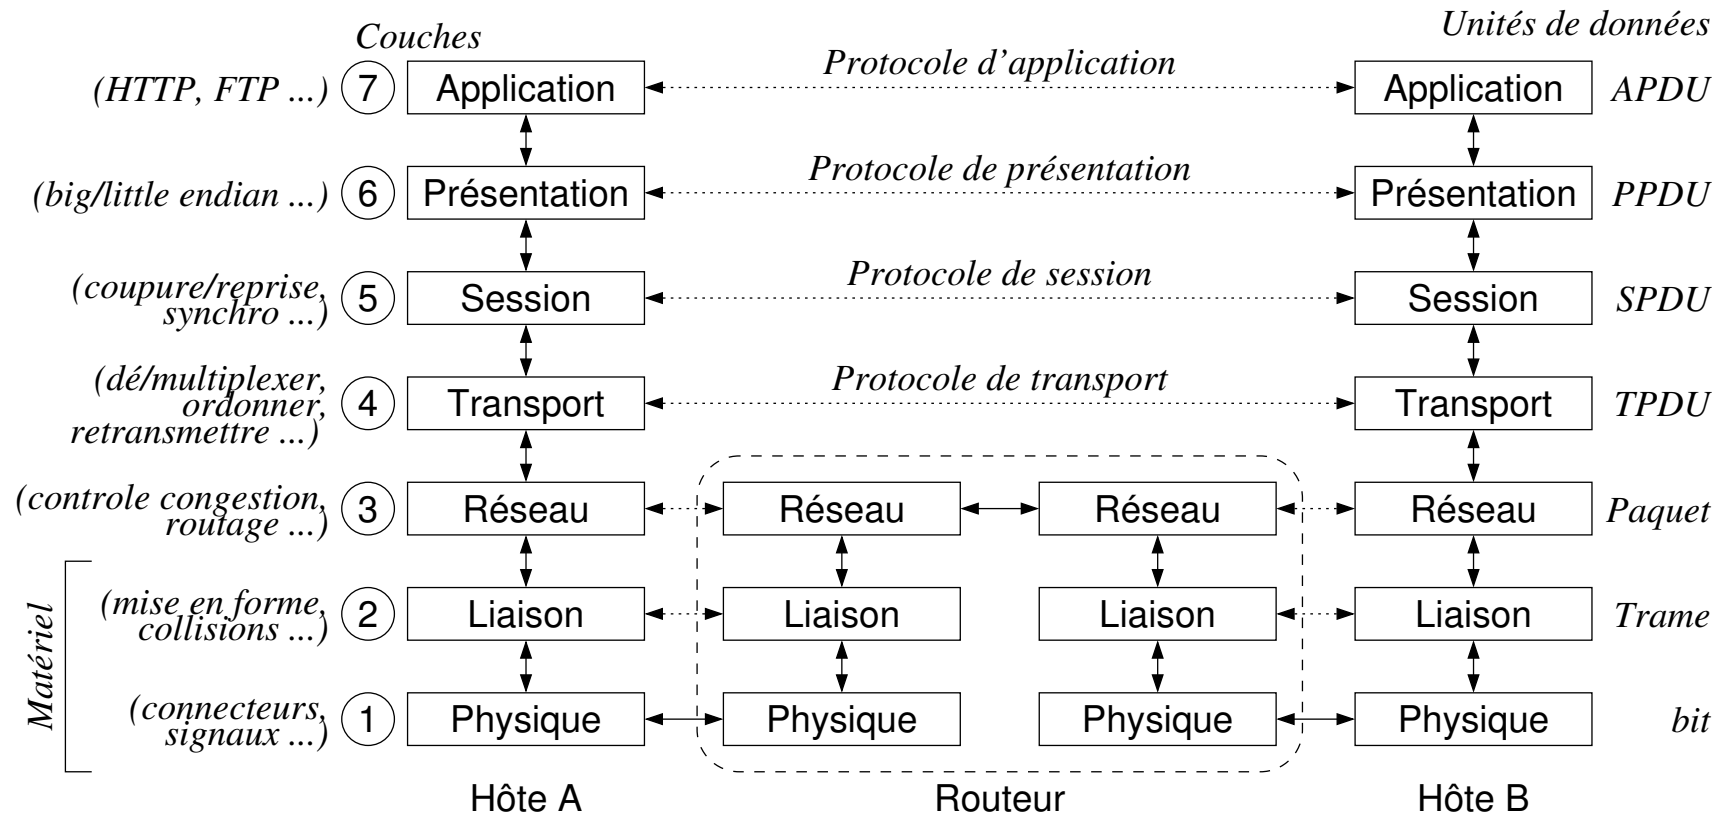 Couches
Unités de données
(HTTP, FTP ...) 7 Application Protocole d'application Application APDU
(big/little endian ...) 6 Présentation Protocole de présentation Présentation PPDU
(coupure/reprise,
synchro ...) 5 Session Protocole de session Session SPDU
(dé/multiplexer,
ordonner,
retransmettre ...) 4 Transport Protocole de transport Transport TPDU
(controle congestion,
routage ...) 3 Réseau Réseau Réseau Réseau Paquet
Matériel
(mise en forme,
collisions ...) 2 Liaison Liaison Liaison Liaison Trame
(connecteurs,
signaux ...) 1 Physique Physique Physique Physique bit
Hôte A Routeur Hôte B